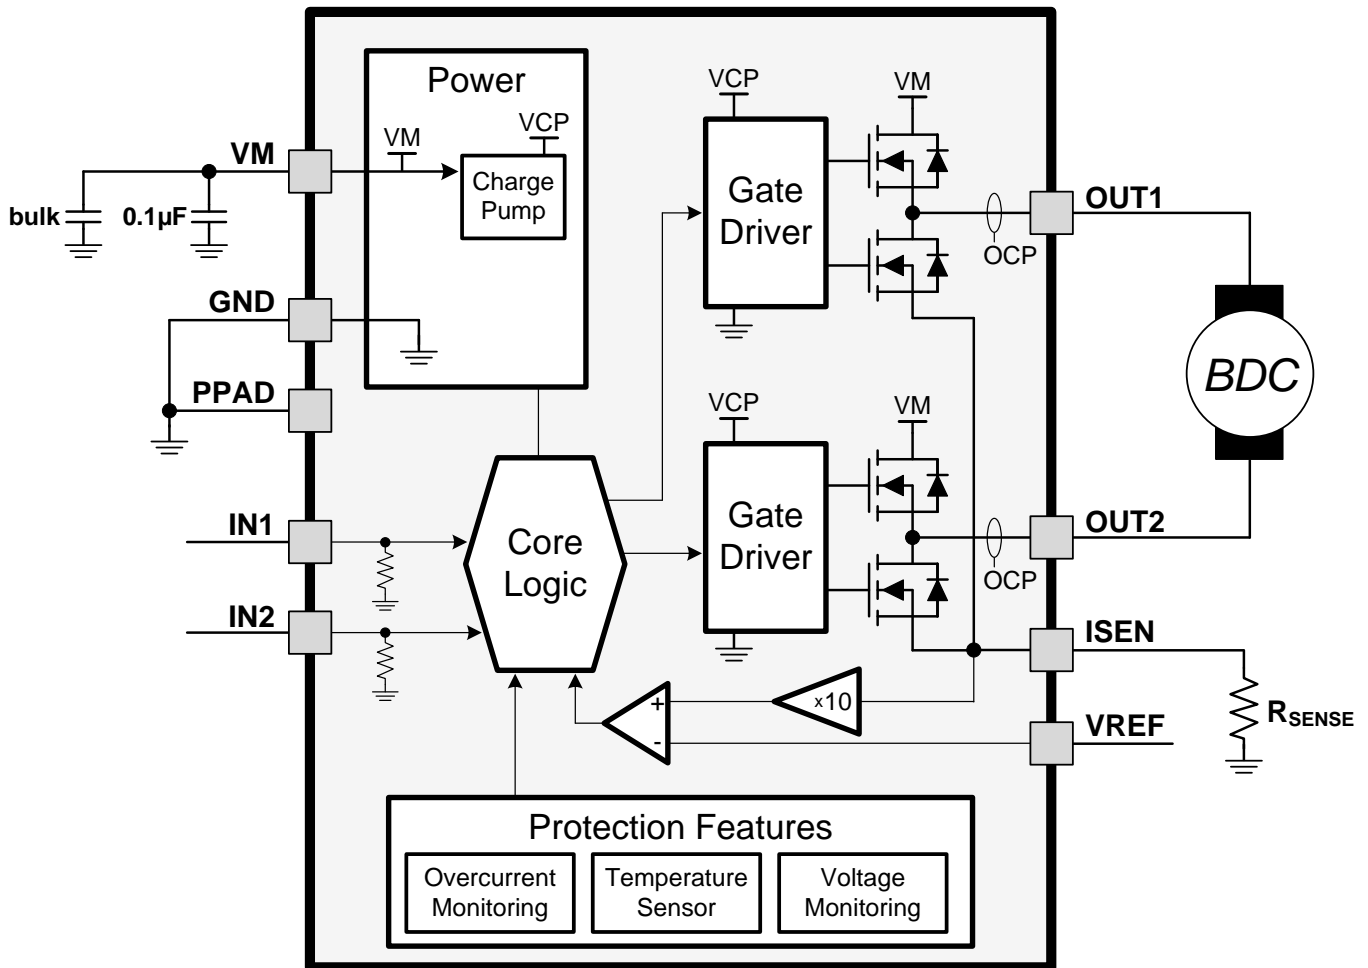 Power
VCP
VM
VCP
VM
VM
Charge
Pump
Gate
Driver
OUT1
bulk
0.1µF
OCP
GND
BDC
PPAD
VCP
VM
IN1
Core
Logic
Gate
Driver
OUT2
OCP
IN2
ISEN
+
x10
-
VREF
RSENSE
Protection Features
Overcurrent
Monitoring
Temperature
Sensor
Voltage
Monitoring